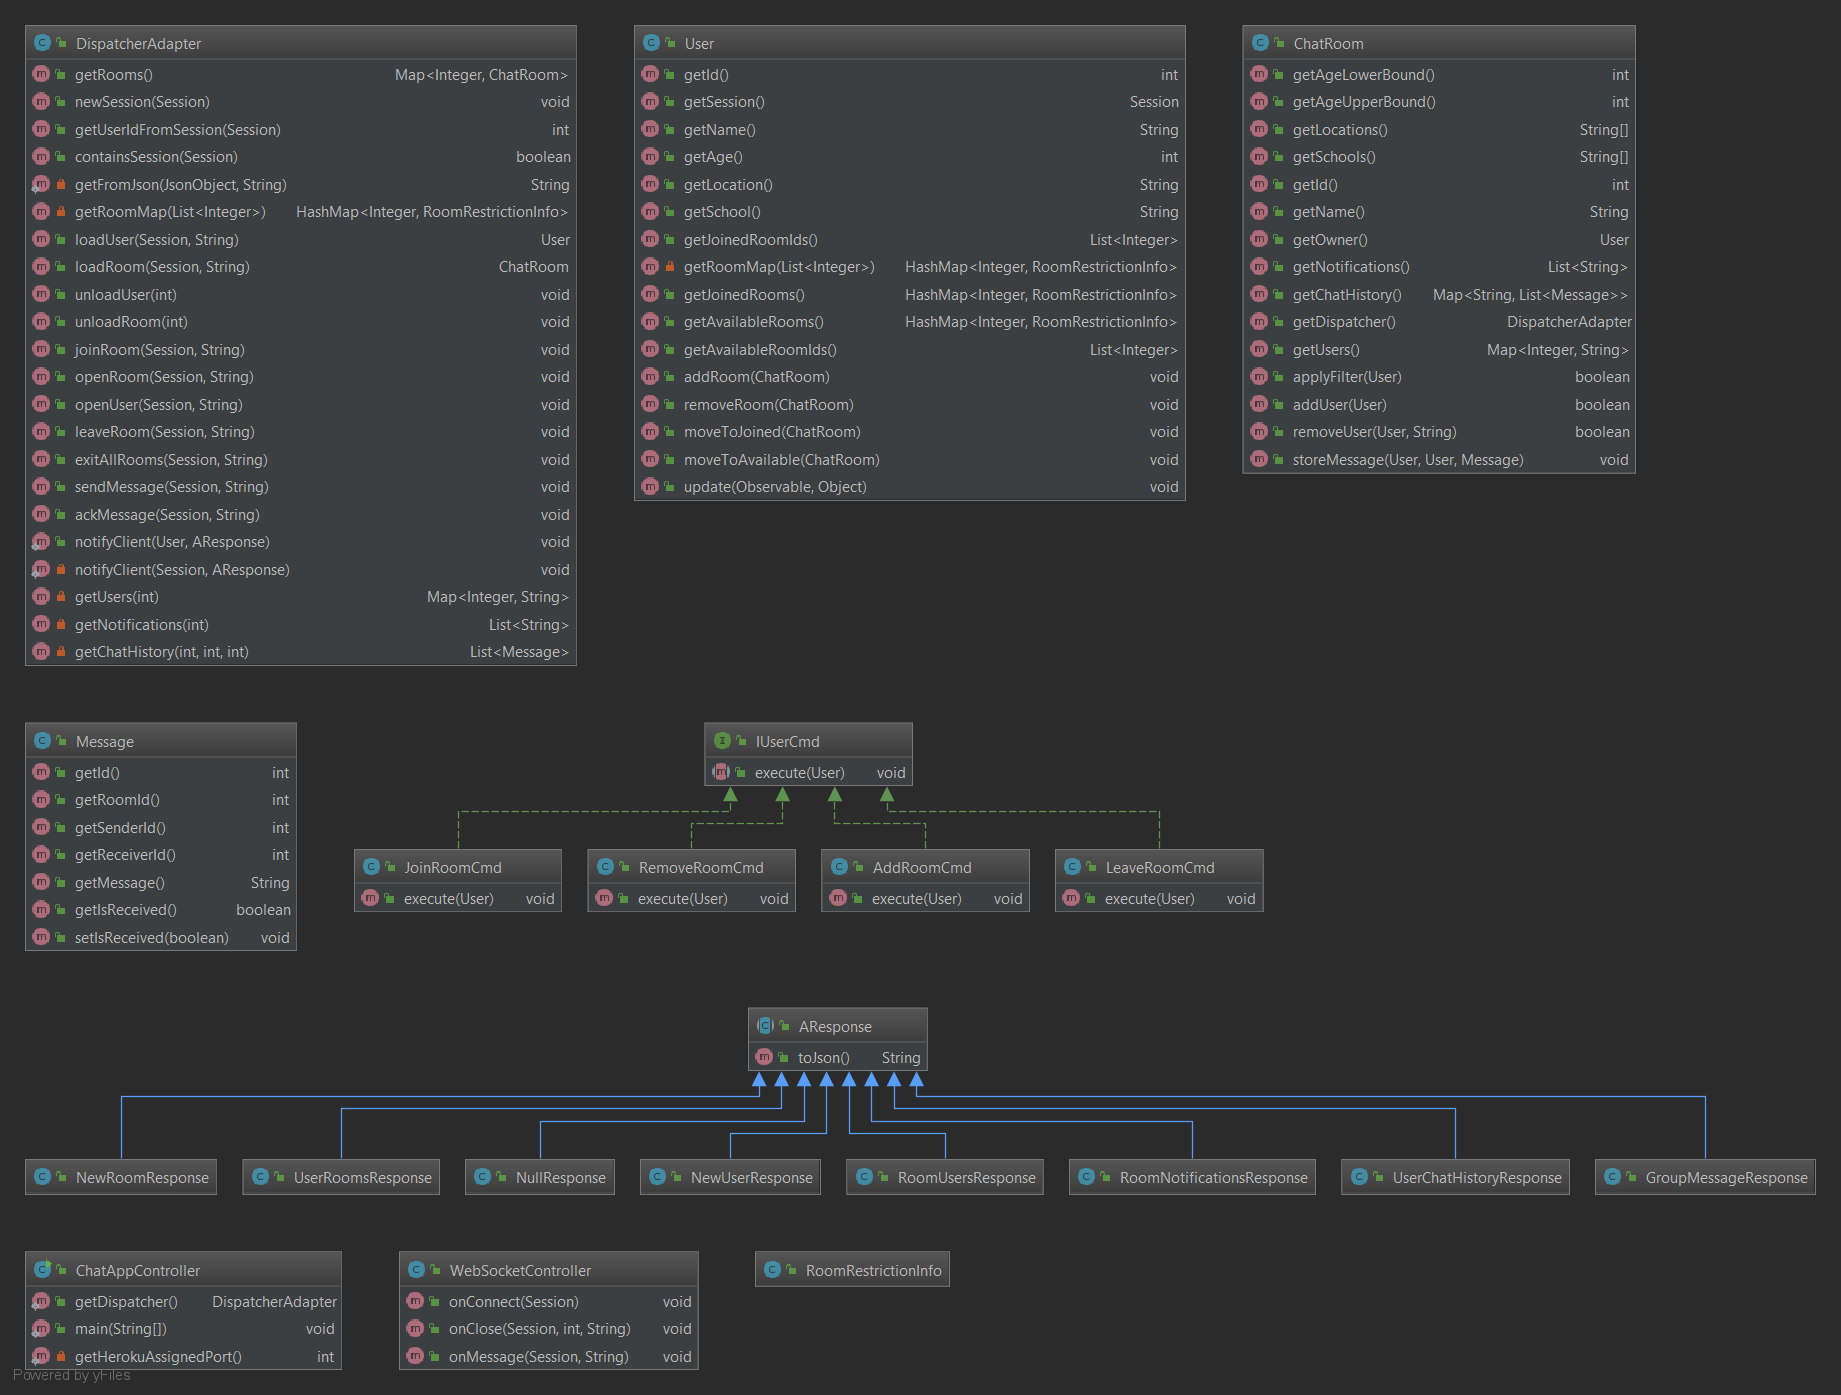 DispatcherAdapter
getRooms() Map<Integer, ChatRoom>
newSession(Session) void
getUserIdFromSession(Session) int
containsSession(Session) boolean
getFromJson(JsonObject, String) String
getRoomMap(List<Integer>) HashMap<Integer, RoomRestrictionInfo>
loadUser(Session, String) User
loadRoom(Session, String) ChatRoom
unloadUser(int) void
unloadRoom(int) void
joinRoom(Session, String) void
openRoom(Session, String) void
openUser(Session, String) void
leaveRoom(Session, String) void
exitAllRooms(Session, String) void
sendMessage(Session, String) void
ackMessage(Session, String) void
notifyClient(User, AResponse) void
notifyClient(Session, AResponse) void
getUsers(int) Map<Integer, String>
getNotifications(int) List<String>
getChatHistory(int, int, int) List<Message>
User
getId() int
getSession() Session
getName() String
getAge() int
getLocation() String
getSchool() String
getJoinedRoomIds() List<Integer>
getRoomMap(List<Integer>) HashMap<Integer, RoomRestrictionInfo>
getJoinedRooms() HashMap<Integer, RoomRestrictionInfo>
getAvailableRooms() HashMap<Integer, RoomRestrictionInfo>
getAvailableRoomIds() List<Integer>
addRoom(ChatRoom) void
removeRoom(ChatRoom) void
moveToJoined(ChatRoom) void
moveToAvailable(ChatRoom) void
update(Observable, Object) void
ChatRoom
getAgeLowerBound() int
getAgeUpperBound() int
getLocations() String[]
getSchools() String[]
getId() int
getName() String
getOwner() User
getNotifications() List<String>
getChatHistory() Map<String, List<Message>>
getDispatcher() DispatcherAdapter
getUsers() Map<Integer, String>
applyFilter(User) boolean
addUser(User) boolean
removeUser(User, String) boolean
storeMessage(User, User, Message) void
Message
getId() int
getRoomId() int
getSenderId() int
getReceiverId() int
getMessage() String
getIsReceived() boolean
setIsReceived(boolean) void
IUserCmd
execute(User) void
JoinRoomCmd
execute(User) void
RemoveRoomCmd
execute(User) void
AddRoomCmd
execute(User) void
LeaveRoomCmd
execute(User) void
AResponse
toJson() String
NewRoomResponse
UserRoomsResponse
NullResponse
NewUserResponse
RoomUsersResponse
RoomNotificationsResponse
UserChatHistoryResponse
GroupMessageResponse
ChatAppController
getDispatcher() DispatcherAdapter
main(String[]) void
getHerokuAssignedPort() int
WebSocketController
onConnect(Session) void
onClose(Session, int, String) void
onMessage(Session, String) void
RoomRestrictionInfo
Powered by yFiles